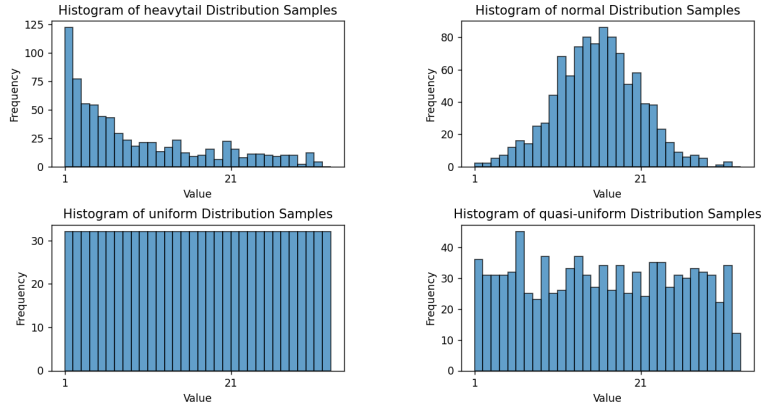 Histogram of heavytail Distribution Samples
125
100
75
50
25
0
Frequency
1
21
Value
Histogram of normal Distribution Samples
80
60
40
20
0
Frequency
1
21
Value
Histogram of uniform Distribution Samples
30
20
10
0
Frequency
1
21
Value
Histogram of quasi-uniform Distribution Samples
40
30
20
10
0
Frequency
1
21
Value